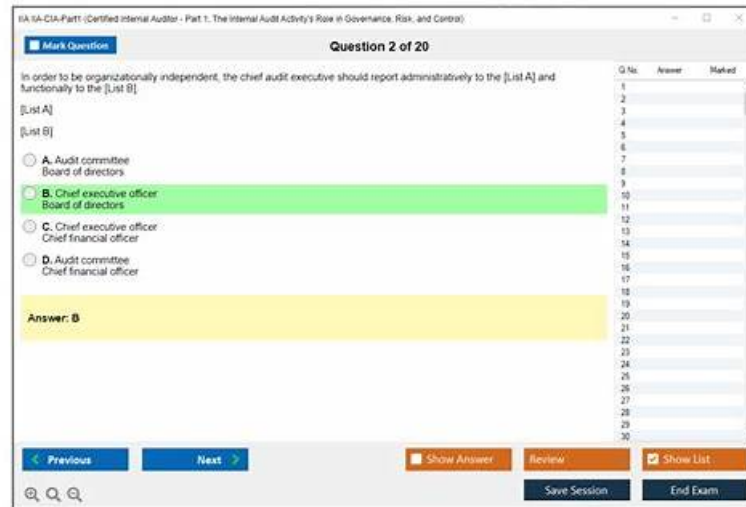 IIA IIA-CIA-Part1 (Certified Internal Auditor - Part 1, The Internal Audit Activity's Role in Governance, Risk, and Control)
Mark Question
Question 2 of 20
In order to be organizationally independent, the chief audit executive should report administratively to the [List A] and
functionally to the [List B]
[List A]
[List B]
A. Audit committee
Board of directors
B. Chief executive officer
Board of directors
C. Chief executive officer
Chief financial officer
D. Audit committee
Chief financial officer
Answer: B
Q.No. Answer Marked
1
2
3
4
5
6
7
8
9
10
11
12
13
14
15
16
17
18
19
20
21
22
23
24
25
26
27
28
29
30
Previous
Next
Show Answer
Review
Show List
Save Session
End Exam